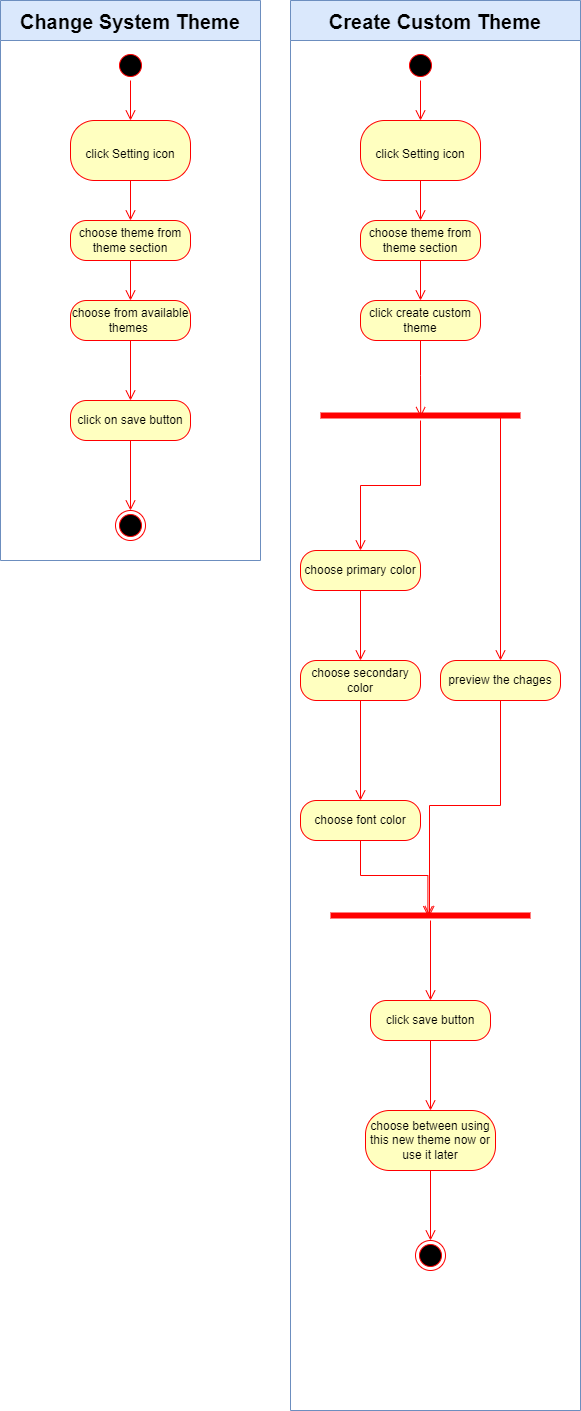 Change System Theme
click Setting icon
choose theme from
theme section
choose from available
themes
click on save button
Create Custom Theme
click Setting icon
choose theme from
theme section
click create custom
theme
choose primary color
choose secondary
color
preview the chages
choose font color
click save button
choose between using
this new theme now or
use it later